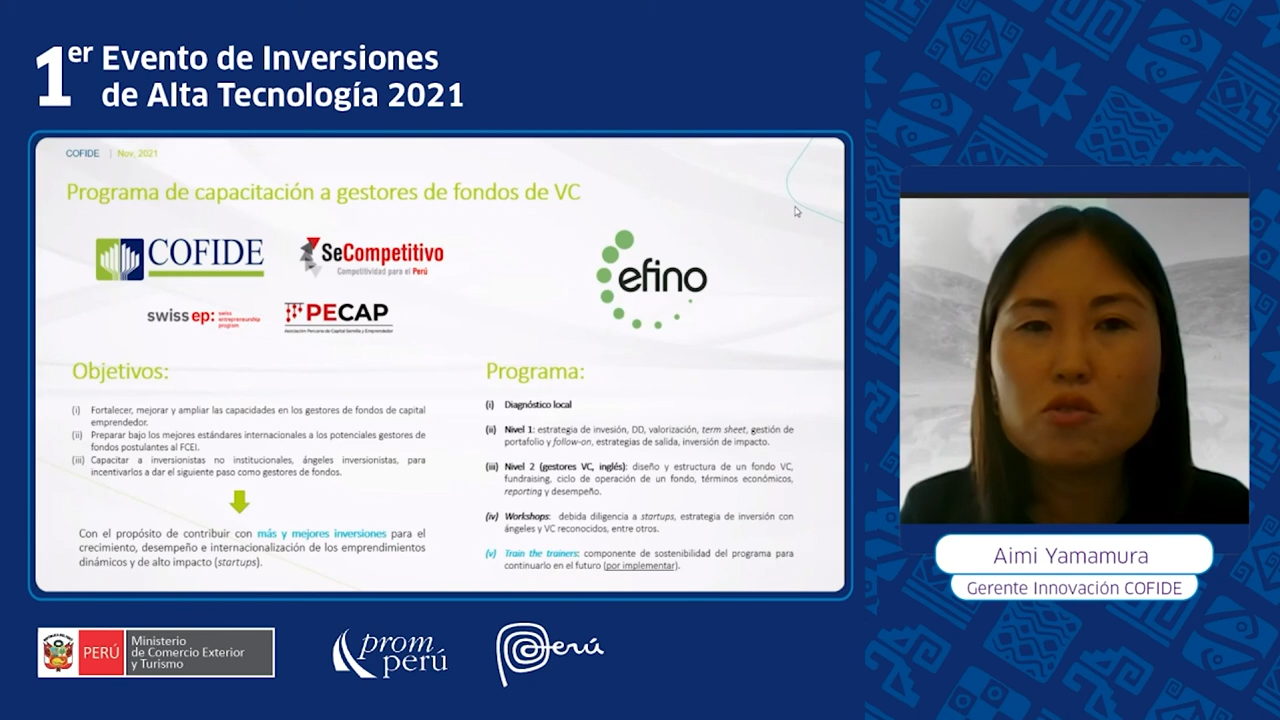 1er Evento de Inversiones
de Alta Tecnología 2021
COFIDE | Nov, 2021
Programa de capacitación a gestores de fondos de VC
COFIDE
SeCompetitivo
Competitividad para el Perú
swiss ep: swiss
entrepreneurship
program
PECAP
Asociación Peruana de Capital Semilla y Emprendedor
efino
Objetivos:
(i) Fortalecer, mejorar y ampliar las capacidades en los gestores de fondos de capital
emprendedor.
(ii) Preparar bajo los mejores estándares internacionales a los potenciales gestores de
fondos postulantes al FCEI.
(iii) Capacitar a inversionistas no institucionales, ángeles inversionistas, para
incentivarlos a dar el siguiente paso como gestores de fondos.
Con el propósito de contribuir con más y mejores inversiones para el
crecimiento, desempeño e internacionalización de los emprendimientos
dinámicos y de alto impacto (startups).
Programa:
(i) Diagnóstico local
(ii) Nivel 1: estrategia de invesión, DD, valorización, term sheet, gestión de
portafolio y follow-on, estrategias de salida, inversión de impacto.
(iii) Nivel 2 (gestores VC, inglés): diseño y estructura de un fondo VC,
fundraising, ciclo de operación de un fondo, términos económicos,
reporting y desempeño.
(iv) Workshops: debida diligencia a startups, estrategia de inversión con
ángeles y VC reconocidos, entre otros.
(v) Train the trainers: componente de sostenibilidad del programa para
continuarlo en el futuro (por implementar).
Aimi Yamamura
Gerente Innovación COFIDE
PERÚ
Ministerio
de Comercio Exterior
y Turismo
prom
perú
Perú